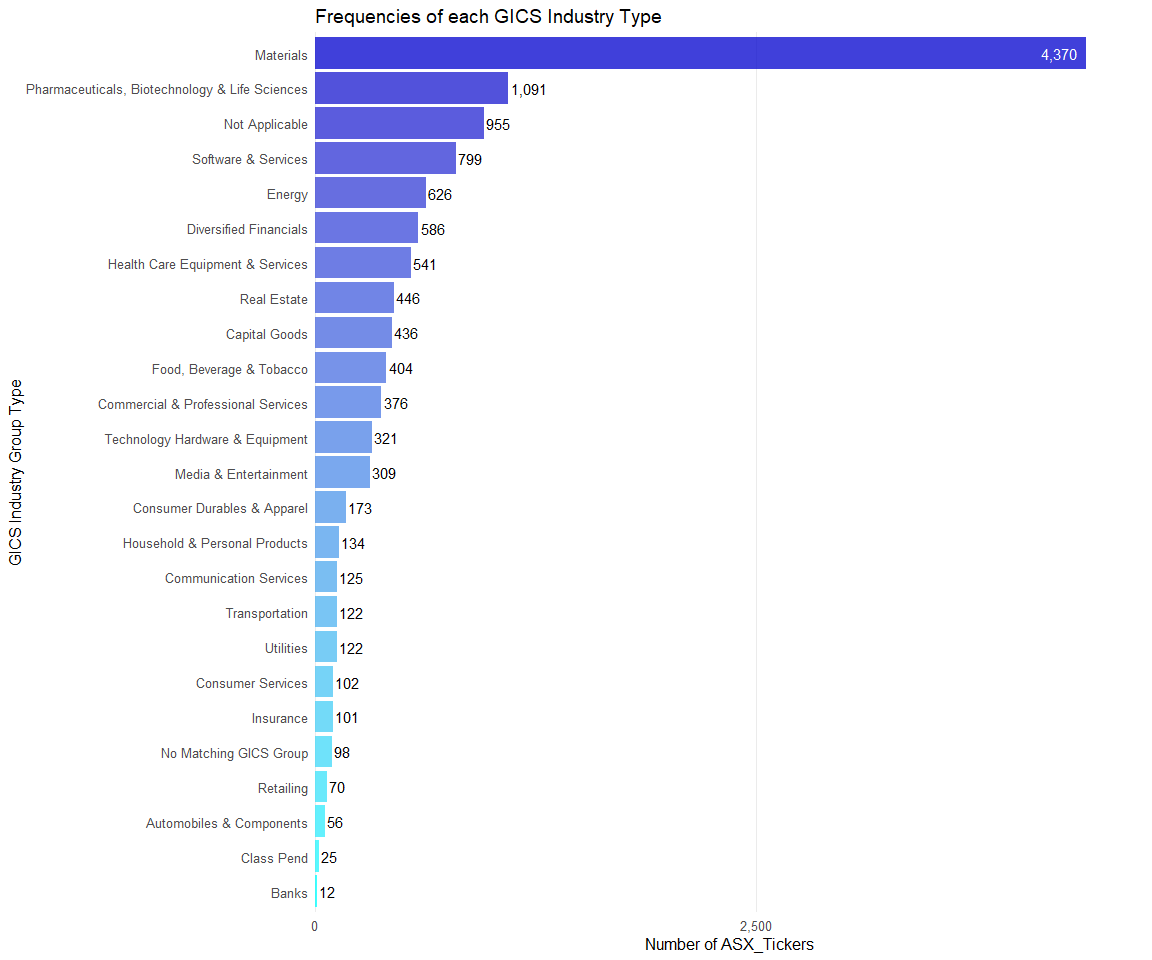 Frequencies of each GICS Industry Type
Materials 4,370
Pharmaceuticals, Biotechnology & Life Sciences 1,091
Not Applicable 955
Software & Services 799
Energy 626
Diversified Financials 586
Health Care Equipment & Services 541
Real Estate 446
Capital Goods 436
Food, Beverage & Tobacco 404
Commercial & Professional Services 376
Technology Hardware & Equipment 321
Media & Entertainment 309
Consumer Durables & Apparel 173
Household & Personal Products 134
Communication Services 125
Transportation 122
Utilities 122
Consumer Services 102
Insurance 101
No Matching GICS Group 98
Retailing 70
Automobiles & Components 56
Class Pend 25
Banks 12
0 2,500
Number of ASX_Tickers
GICS Industry Group Type